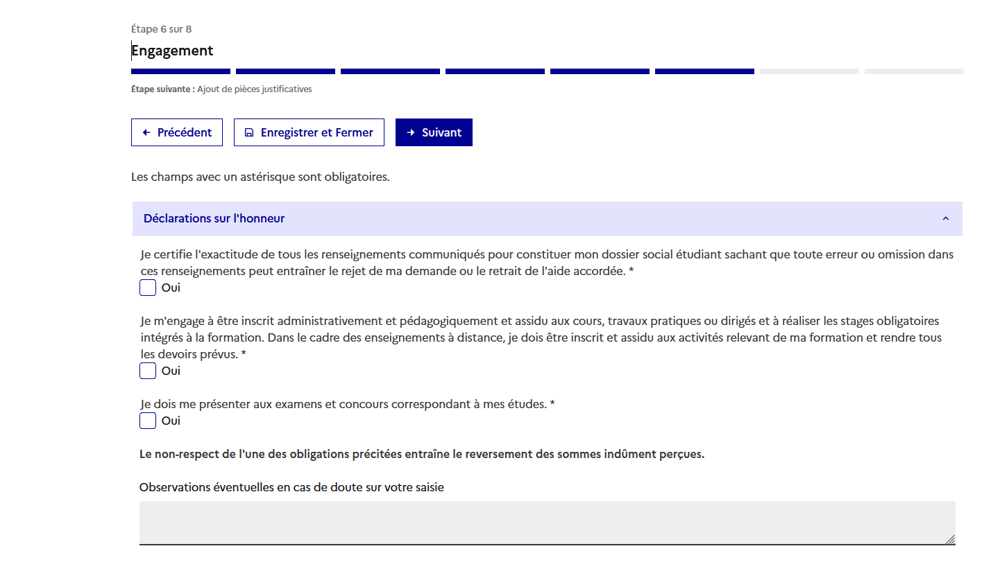 Étape 6 sur 8
Engagement
Étape suivante : Ajout de pièces justificatives
Précédent
Enregistrer et Fermer
Suivant
Les champs avec un astérisque sont obligatoires.
Déclarations sur l'honneur
Je certifie l'exactitude de tous les renseignements communiqués pour constituer mon dossier social étudiant sachant que toute erreur ou omission dans
ces renseignements peut entraîner le rejet de ma demande ou le retrait de l'aide accordée. *
Oui
Je m'engage à être inscrit administrativement et pédagogiquement et assidu aux cours, travaux pratiques ou dirigés et à réaliser les stages obligatoires
intégrés à la formation. Dans le cadre des enseignements à distance, je dois être inscrit et assidu aux activités relevant de ma formation et rendre tous
les devoirs prévus. *
Oui
Je dois me présenter aux examens et concours correspondant à mes études. *
Oui
Le non-respect de l'une des obligations précitées entraîne le reversement des sommes indûment perçues.
Observations éventuelles en cas de doute sur votre saisie